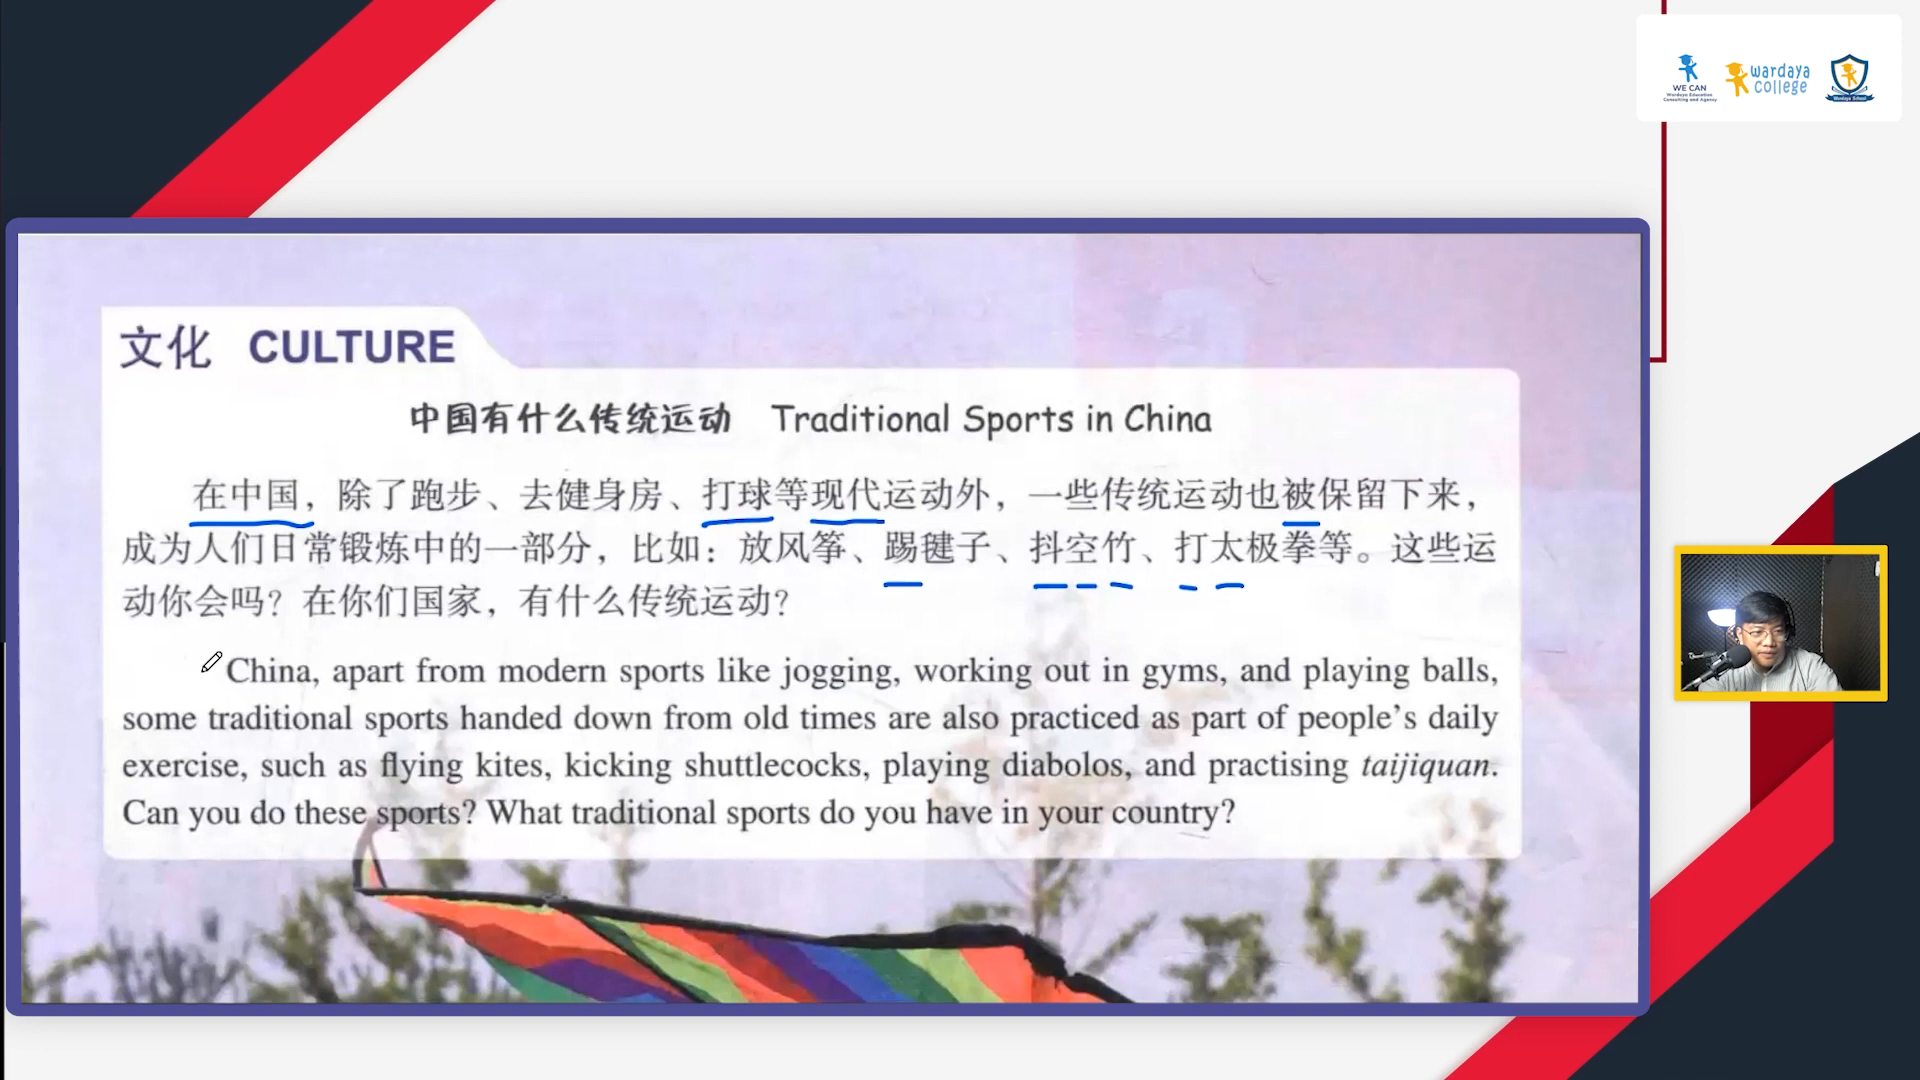 WE CAN
Wardaya Education
Consulting and Agency
wardaya
college
Wardaya School
文化 CULTURE
中国有什么传统运动 Traditional Sports in China
在中国，除了跑步、去健身房、打球等现代运动外，一些传统运动也被保留下来，
成为人们日常锻炼中的一部分，比如：放风筝、踢毽子、抖空竹、打太极拳等。这些运
动你会吗？在你们国家，有什么传统运动？
China, apart from modern sports like jogging, working out in gyms, and playing balls,
some traditional sports handed down from old times are also practiced as part of people's daily
exercise, such as flying kites, kicking shuttlecocks, playing diabolos, and practising taijiquan.
Can you do these sports? What traditional sports do you have in your country?